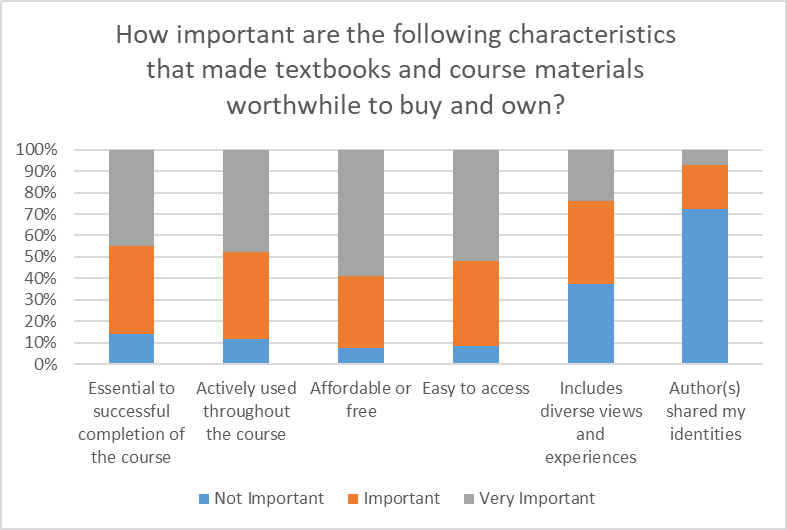 How important are the following characteristics
that made textbooks and course materials
worthwhile to buy and own?
100%
90%
80%
70%
60%
50%
40%
30%
20%
10%
0%
Essential to
successful
completion of
the course
Actively used
throughout
the course
Affordable or
free
Easy to access
Includes
diverse views
and
experiences
Author(s)
shared my
identities
Not Important
Important
Very Important